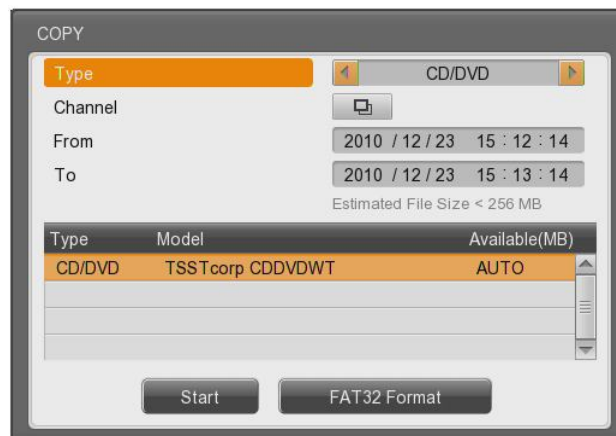 COPY
Type CD/DVD
Channel
From 2010 / 12 / 23 15 : 12 : 14
To 2010 / 12 / 23 15 : 13 : 14
Estimated File Size < 256 MB
Type Model Available(MB)
CD/DVD TSSTcorp CDDVDWT AUTO
Start FAT32 Format